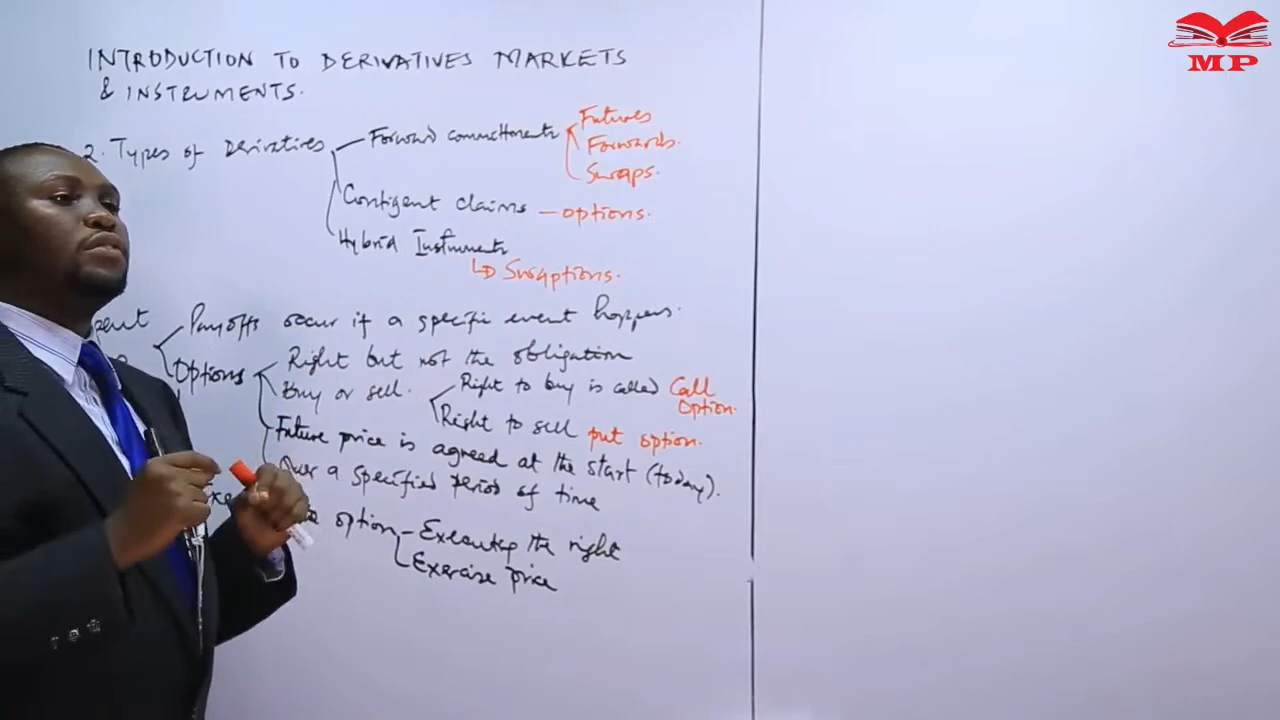 MP
INTRODUCTION TO DERIVATIVES MARKETS
& INSTRUMENTS.
2. Types of Derivatives
Forward commitments
Futures
Forwards.
Swaps.
Contigent claims - options.
Hybrid Instruments
Swaptions.
Payoffs occur if a specific event happens.
Options
Right but not the obligation
Buy or sell.
Right to buy is called Call Option.
Right to sell put option.
Future price is agreed at the start (today).
Over a specified period of time
option - Executing the right
Exercise price